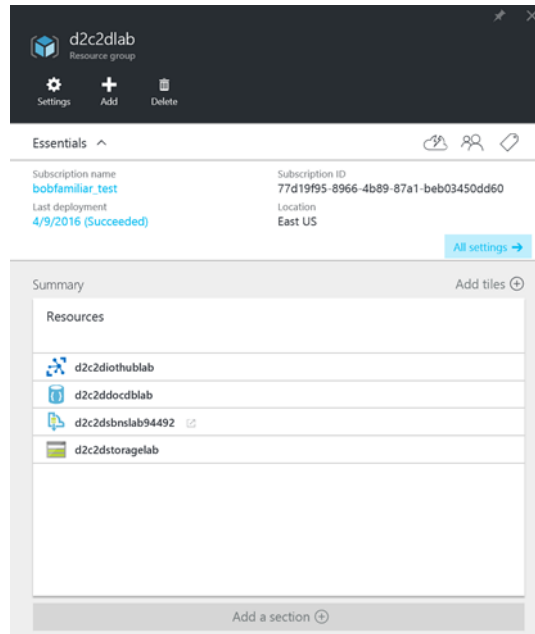 d2c2dlab
Resource group
Settings Add Delete
Essentials
Subscription name Subscription ID
bobfamiliar_test 77d19f95-8966-4b89-87a1-beb03450dd60
Last deployment Location
4/9/2016 (Succeeded) East US
All settings →
Summary Add tiles
Resources
d2c2diothublab
d2c2ddocdblab
d2c2dsbnslab94492
d2c2dstoragelab
Add a section